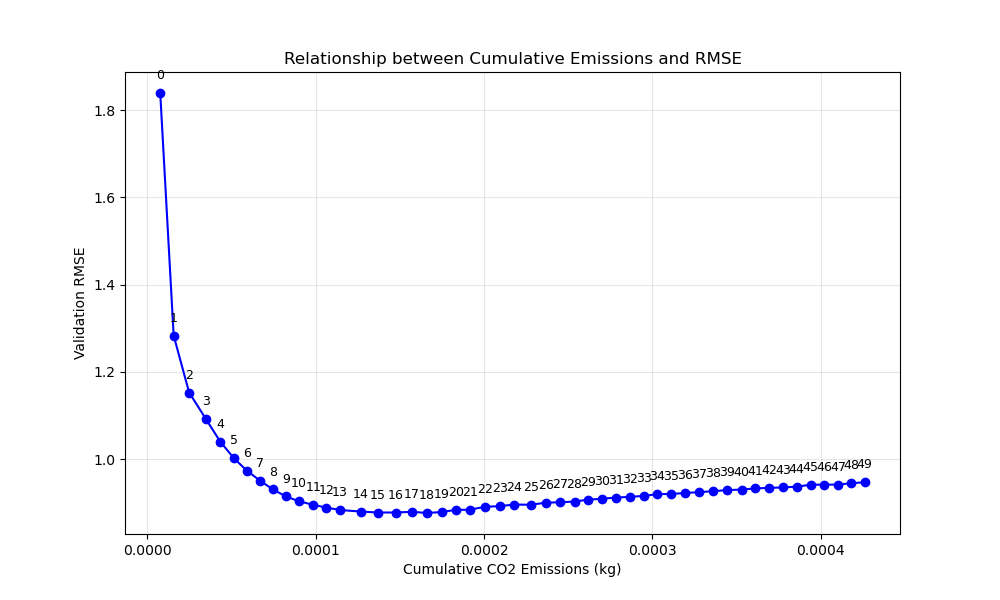 Relationship between Cumulative Emissions and RMSE
0
1.8
1.6
1.4
1
1.2
2
3
4
5
6
7
8
9 10 11 12 13 14 15 16 17 18 19 20 21 22 23 24 25 26 27 28 29 30 31 32 33 34 35 36 37 38 39 40 41 42 43 44 45 46 47 48 49
1.0
Validation RMSE
0.0000 0.0001 0.0002 0.0003 0.0004
Cumulative CO2 Emissions (kg)